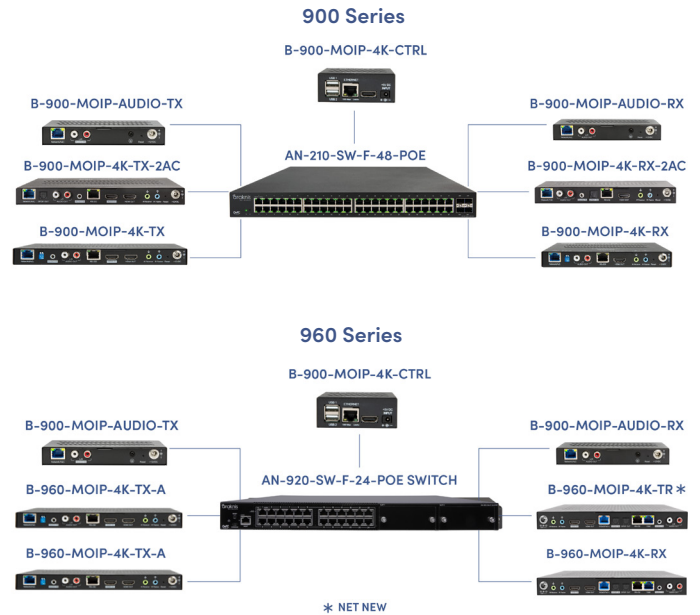 900 Series
B-900-MOIP-4K-CTRL
B-900-MOIP-AUDIO-TX
B-900-MOIP-AUDIO-RX
AN-210-SW-F-48-POE
B-900-MOIP-4K-TX-2AC
B-900-MOIP-4K-RX-2AC
B-900-MOIP-4K-TX
B-900-MOIP-4K-RX
960 Series
B-900-MOIP-4K-CTRL
B-900-MOIP-AUDIO-TX
B-900-MOIP-AUDIO-RX
AN-920-SW-F-24-POE SWITCH
B-960-MOIP-4K-TX-A
B-960-MOIP-4K-TR *
B-960-MOIP-4K-TX-A
B-960-MOIP-4K-RX
* NET NEW